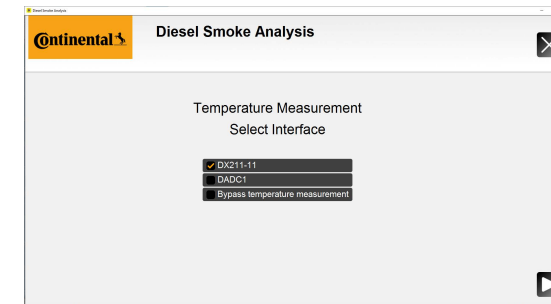 Diesel Smoke Analysis
Continental
Diesel Smoke Analysis
Temperature Measurement
Select Interface
DX211-11
DADC1
Bypass temperature measurement